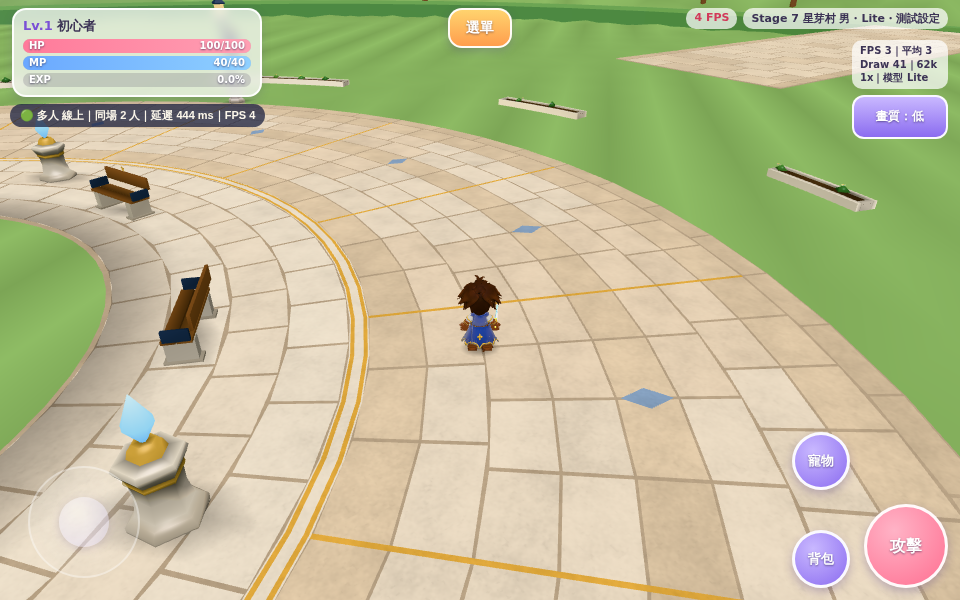 Lv.1 初心者
HP 100/100
MP 40/40
EXP 0.0%
多人 線上｜同場 2 人｜延遲 444 ms｜FPS 4
選單
4 FPS
Stage 7 星芽村 男・Lite・測試設定
FPS 3｜平均 3
Draw 41｜62k
1x｜模型 Lite
畫質：低
寵物
攻擊
背包